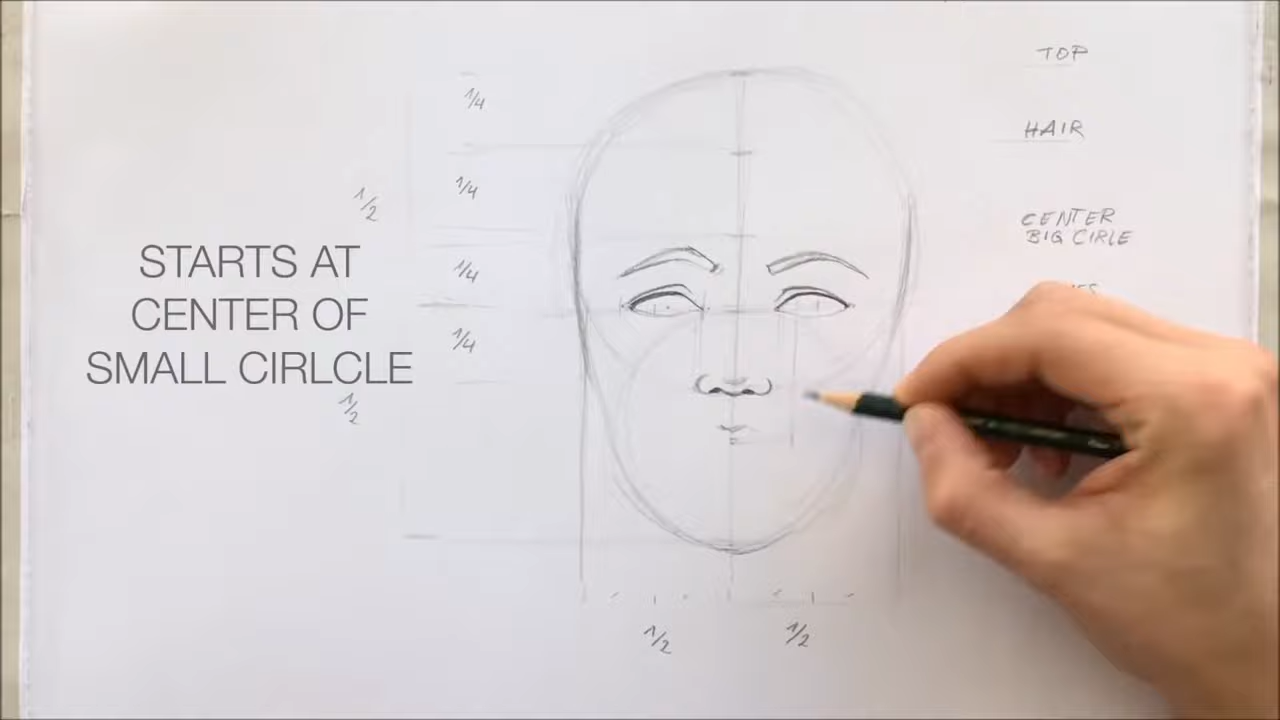 TOP
1/4
HAIR
1/4
1/2
CENTER
BIG CIRLE
STARTS AT
CENTER OF
SMALL CIRLCLE
1/4
1/4
1/2
1/2
1/2